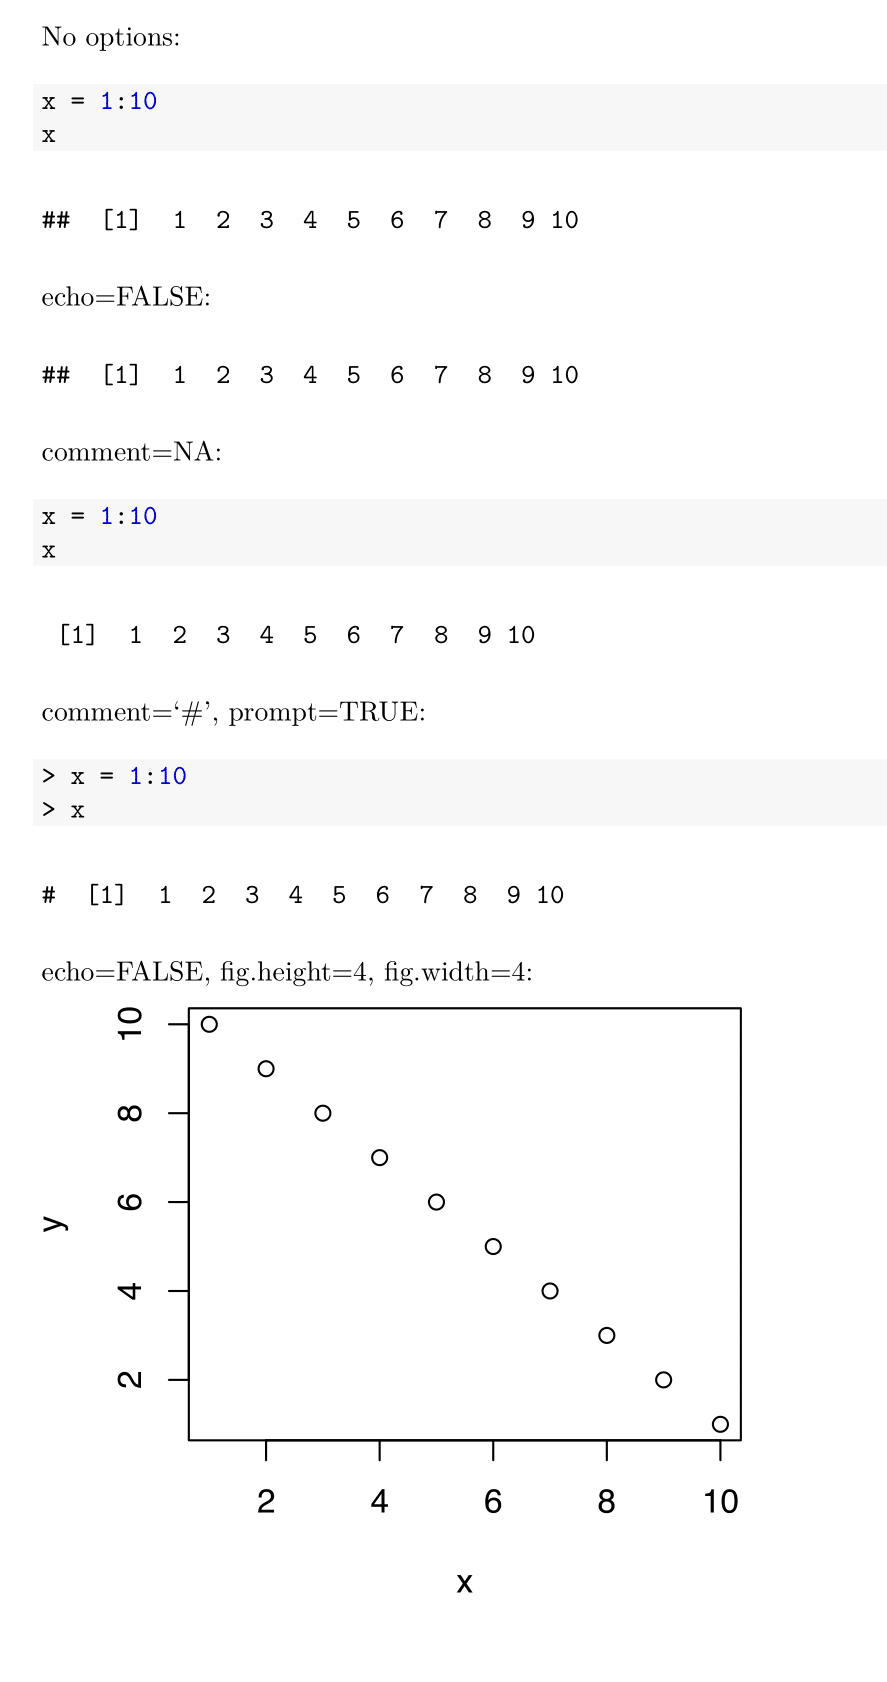 No options:
x = 1:10
x
##  [1]  1  2  3  4  5  6  7  8  9 10
echo=FALSE:
##  [1]  1  2  3  4  5  6  7  8  9 10
comment=NA:
x = 1:10
x
 [1]  1  2  3  4  5  6  7  8  9 10
comment=‘#’, prompt=TRUE:
> x = 1:10
> x
#  [1]  1  2  3  4  5  6  7  8  9 10
echo=FALSE, fig.height=4, fig.width=4:
10
8
6
4
2
y
2 4 6 8 10
x